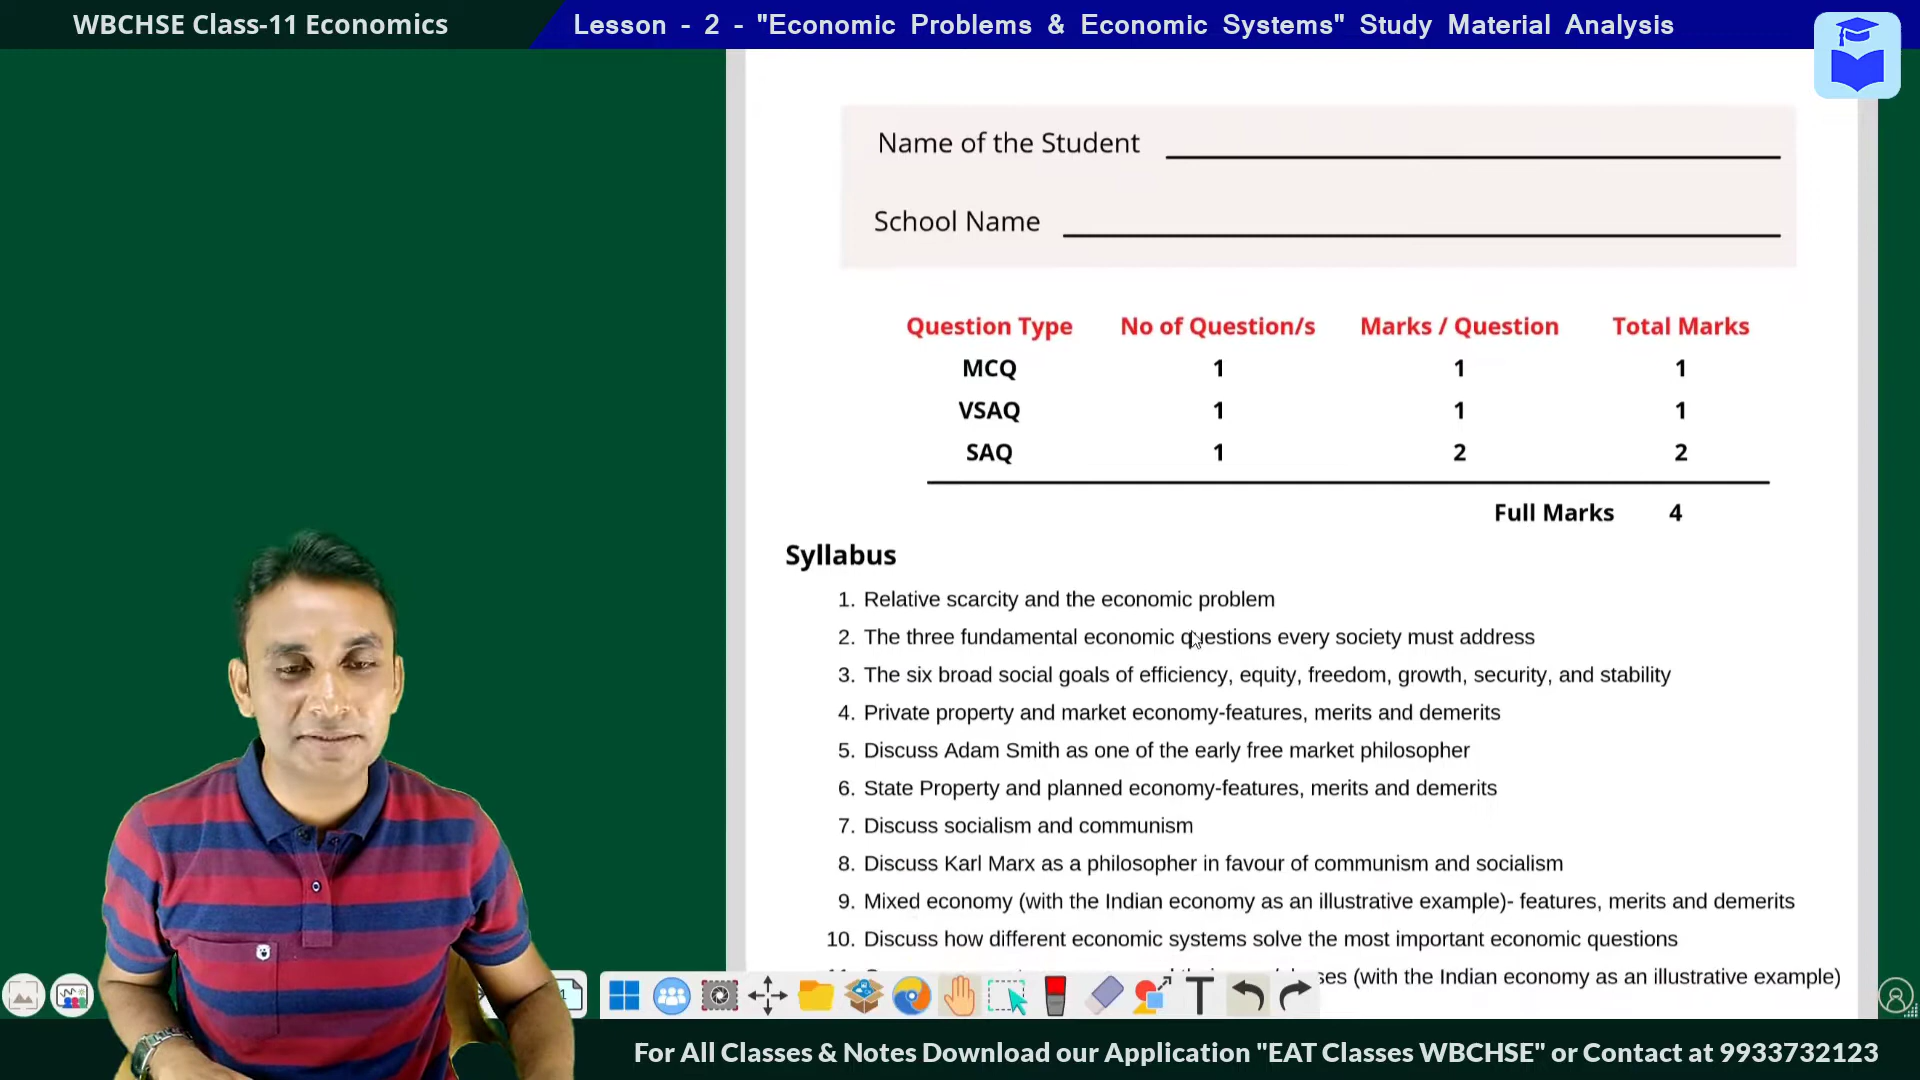 WBCHSE Class-11 Economics
Lesson - 2 - "Economic Problems & Economic Systems" Study Material Analysis
Name of the Student
School Name
Question Type No of Question/s Marks / Question Total Marks
MCQ 1 1 1
VSAQ 1 1 1
SAQ 1 2 2
Full Marks 4
Syllabus
1. Relative scarcity and the economic problem
2. The three fundamental economic questions every society must address
3. The six broad social goals of efficiency, equity, freedom, growth, security, and stability
4. Private property and market economy-features, merits and demerits
5. Discuss Adam Smith as one of the early free market philosopher
6. State Property and planned economy-features, merits and demerits
7. Discuss socialism and communism
8. Discuss Karl Marx as a philosopher in favour of communism and socialism
9. Mixed economy (with the Indian economy as an illustrative example)- features, merits and demerits
10. Discuss how different economic systems solve the most important economic questions
(with the Indian economy as an illustrative example)
1
T
For All Classes & Notes Download our Application "EAT Classes WBCHSE" or Contact at 9933732123